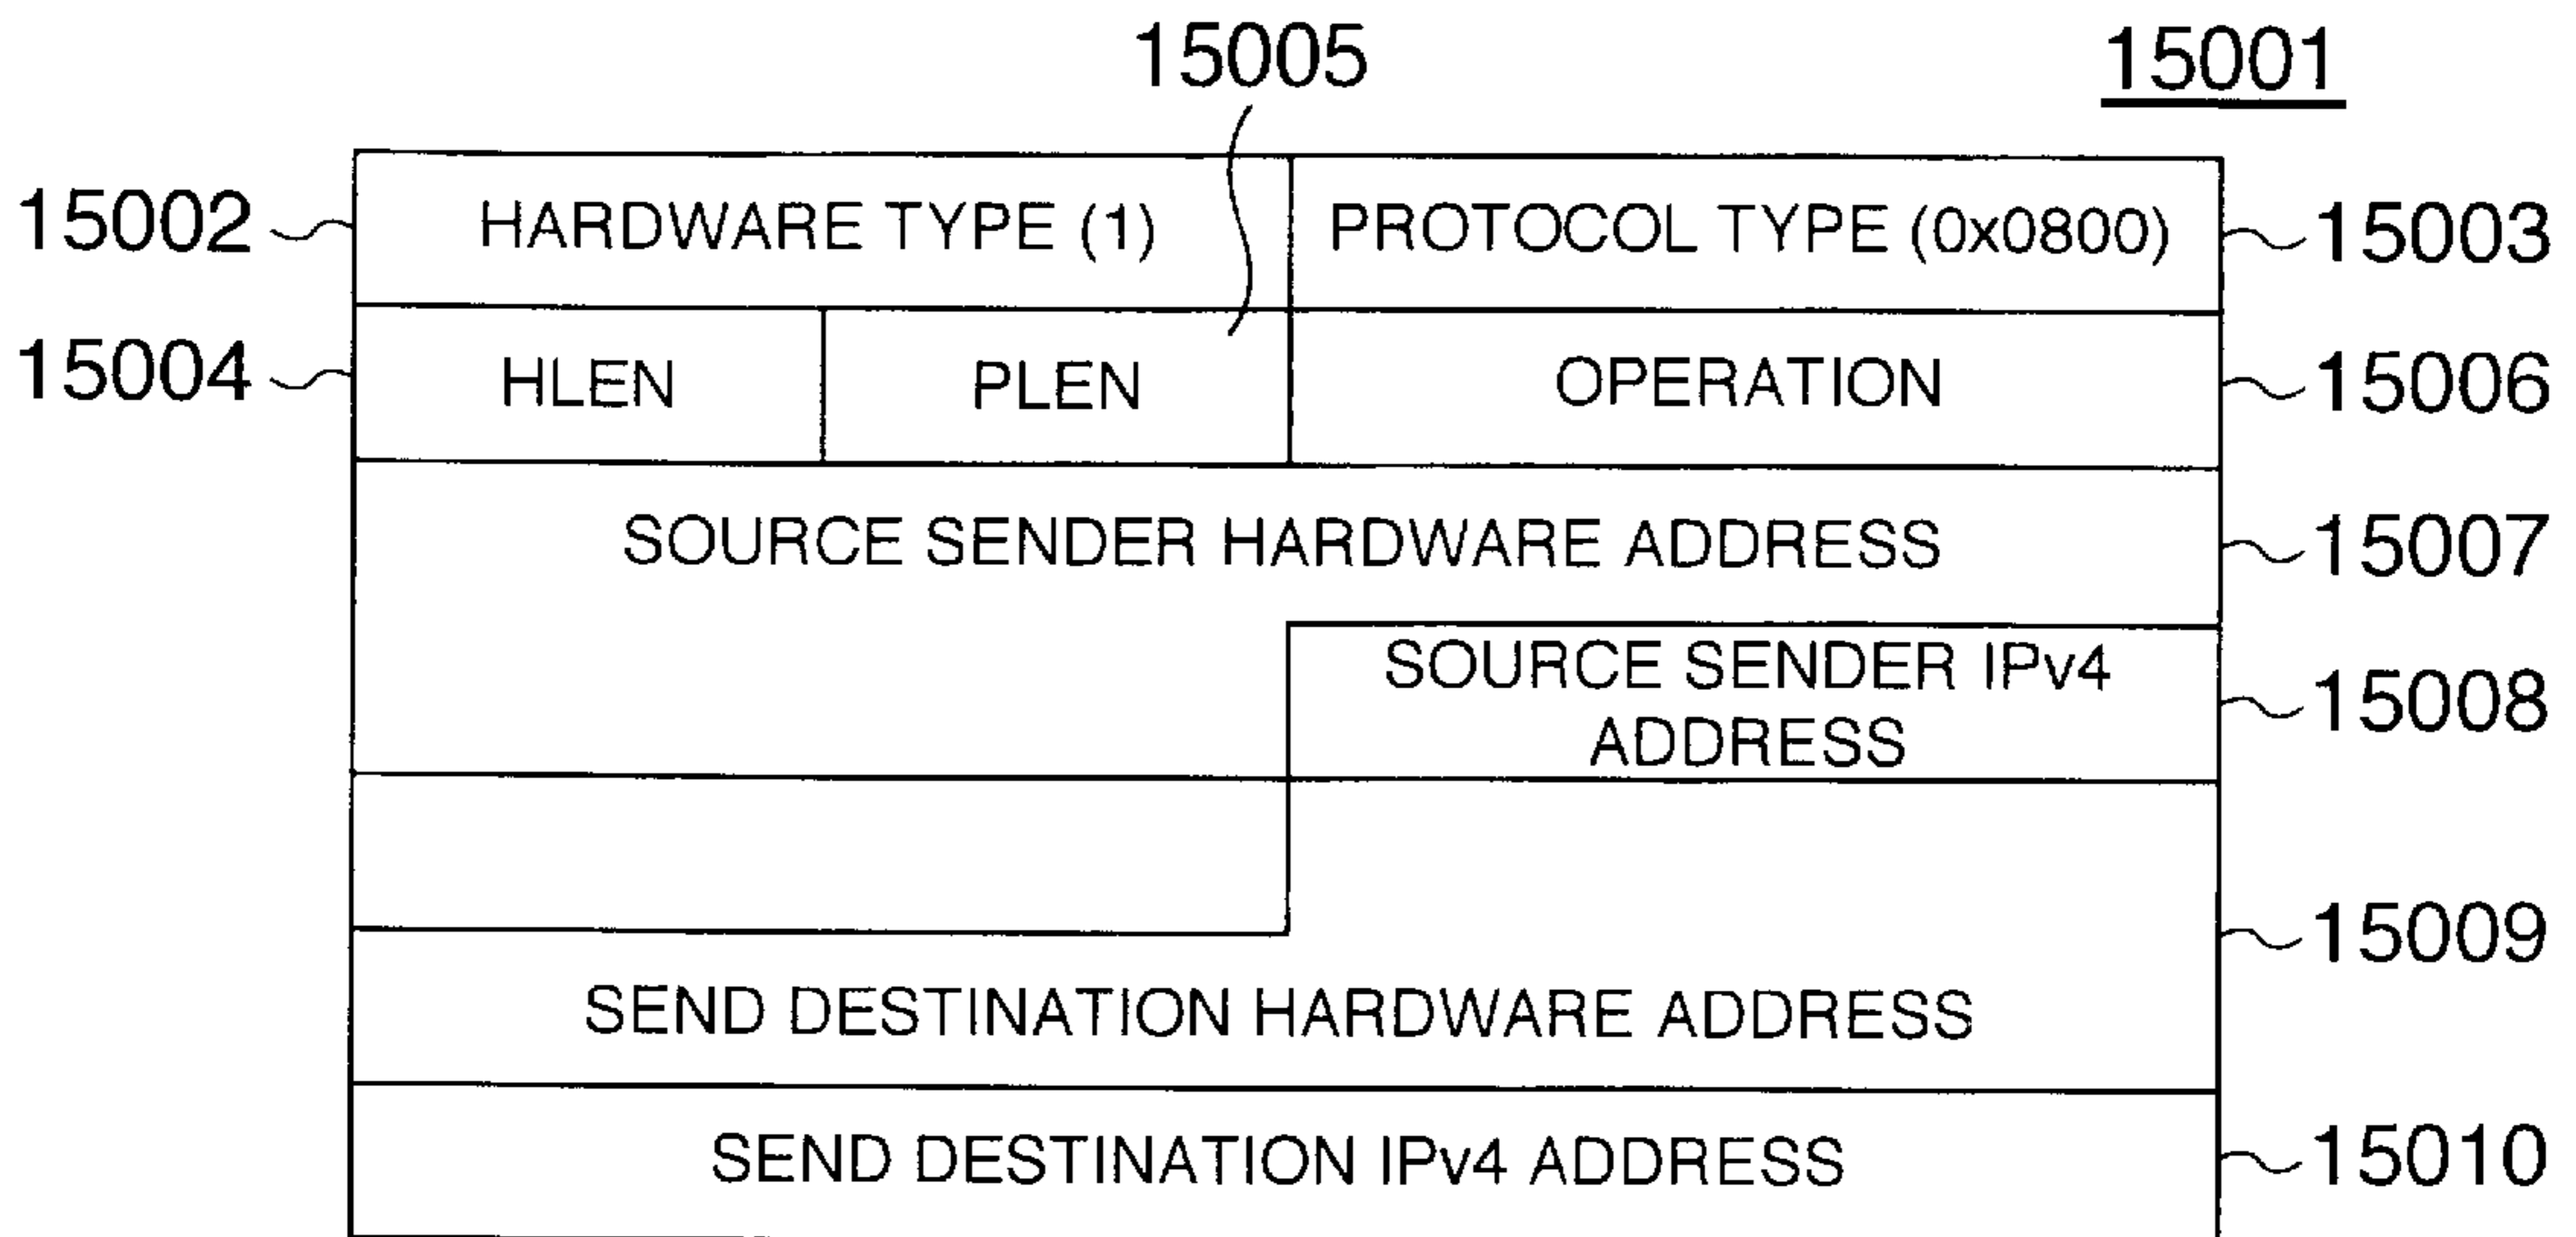 15005
15001
15002
HARDWARE TYPE (1)
PROTOCOL TYPE (0x0800)
15003
15004
HLEN
PLEN
OPERATION
15006
SOURCE SENDER HARDWARE ADDRESS
15007
SOURCE SENDER IPv4
ADDRESS
15008
15009
SEND DESTINATION HARDWARE ADDRESS
SEND DESTINATION IPv4 ADDRESS
15010